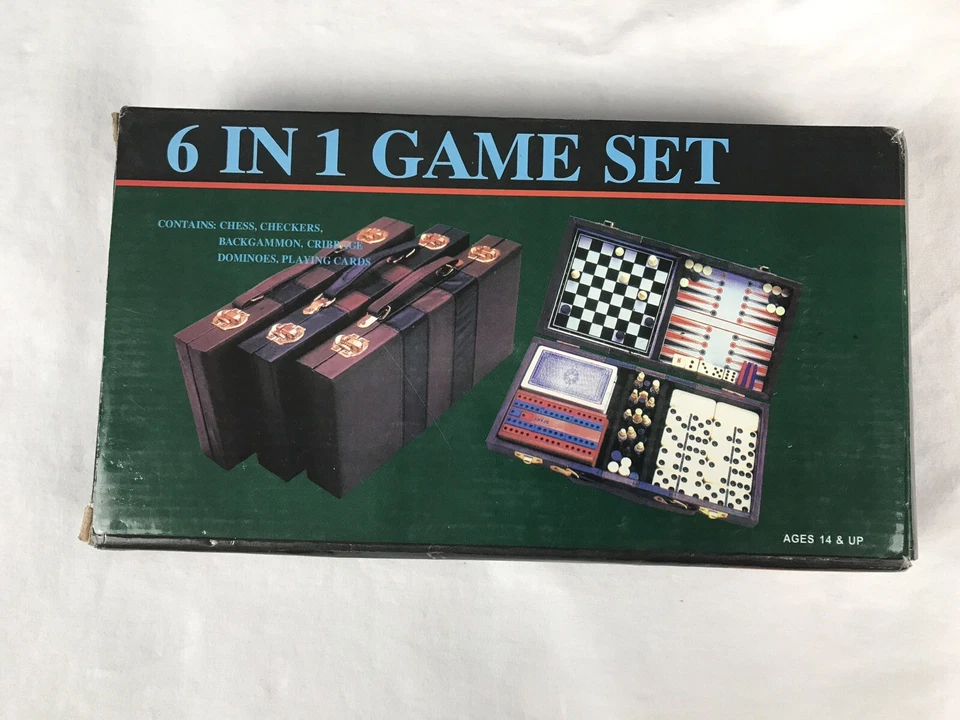 6 IN 1 GAME SET
CONTAINS: CHESS, CHECKERS,
BACKGAMMON, CRIBBAGE
DOMINOES, PLAYING CARDS
AGES 14 & UP